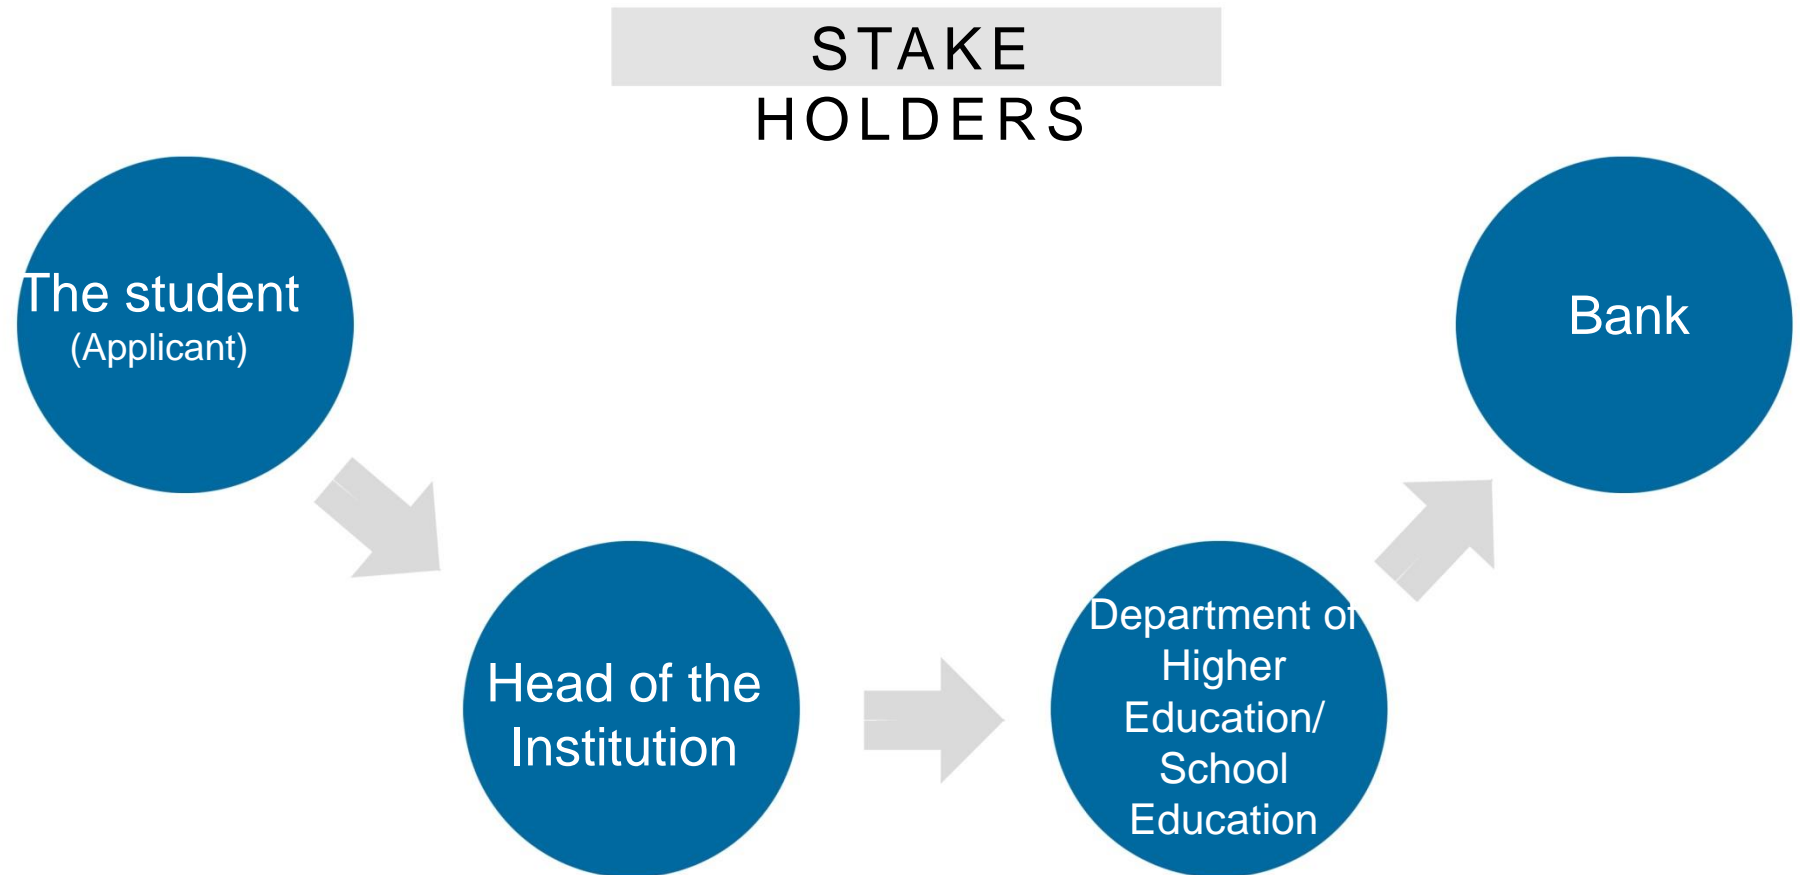 STAKE
HOLDERS
The student
(Applicant)
Head of the
Institution
Department of
Higher
Education/
School
Education
Bank